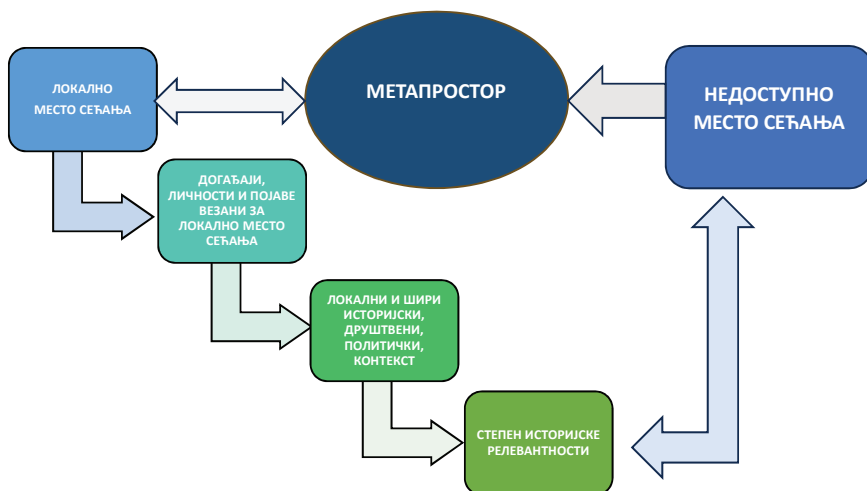 ЛОКАЛНО
МЕСТО СЕЋАЊА
МЕТАПРОСТОР
НЕДОСТУПНО
МЕСТО СЕЋАЊА
ДОГАЂАЈИ,
ЛИЧНОСТИ И ПОЈАВЕ
ВЕЗАНИ ЗА
ЛОКАЛНО МЕСТО
СЕЋАЊА
ЛОКАЛНИ И ШИРИ
ИСТОРИЈСКИ,
ДРУШТВЕНИ,
ПОЛИТИЧКИ,
КОНТЕКСТ
СТЕПЕН ИСТОРИЈСКЕ
РЕЛЕВАНТНОСТИ